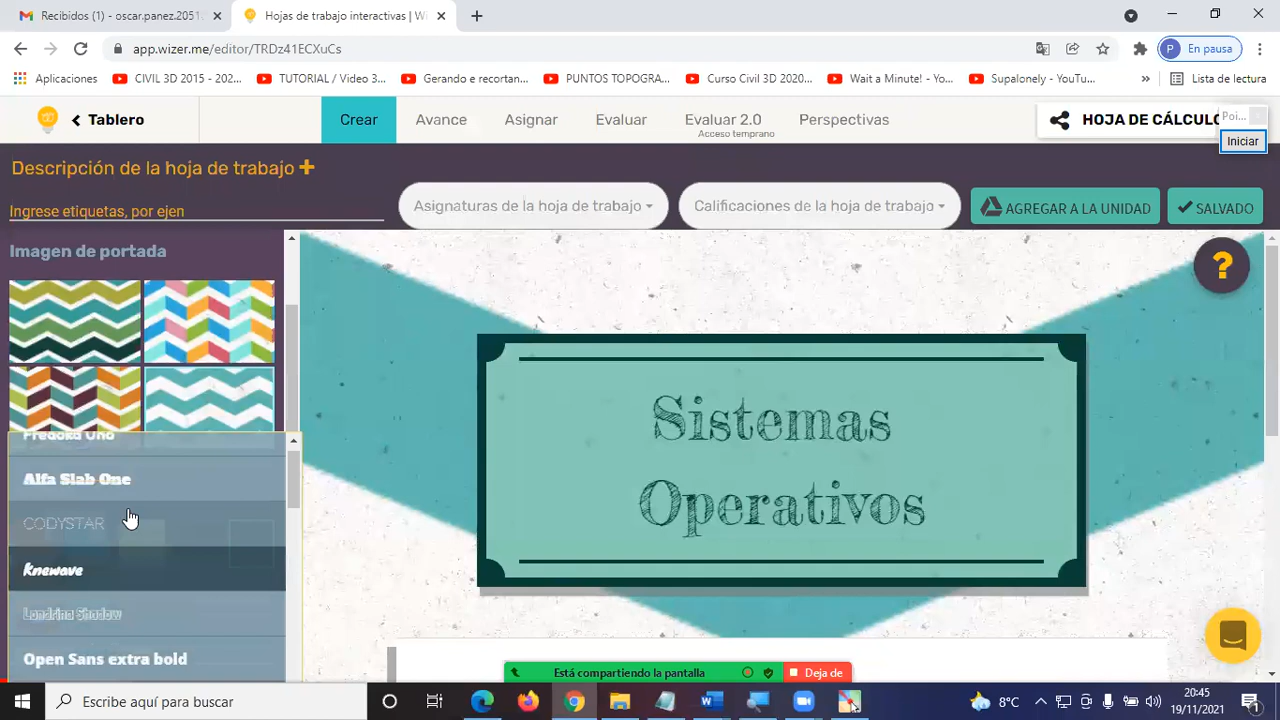 Recibidos (1) - oscar.panez.2051
Hojas de trabajo interactivas | Wi
app.wizer.me/editor/TRDz41ECXuCs
P En pausa
Aplicaciones
CIVIL 3D 2015 - 202...
TUTORIAL / Video 3...
Gerando e recortan...
PUNTOS TOPOGRA...
Curso Civil 3D 2020...
Wait a Minute! - Yo...
Supalonely - YouTu...
»
Lista de lectura
Tablero
Crear
Avance
Asignar
Evaluar
Evaluar 2.0
Acceso temprano
Perspectivas
HOJA DE CÁLCULO
Poi...
Iniciar
Descripción de la hoja de trabajo +
Ingrese etiquetas, por ejen
Asignaturas de la hoja de trabajo
Calificaciones de la hoja de trabajo
AGREGAR A LA UNIDAD
SALVADO
Imagen de portada
?
Fredoka Uno
Alfa Slab One
CODYSTAR
Knewave
Londrina Shadow
Open Sans extra bold
Sistemas
Operativos
Está compartiendo la pantalla
Deja de
Escribe aquí para buscar
8°C
20:45
19/11/2021
1